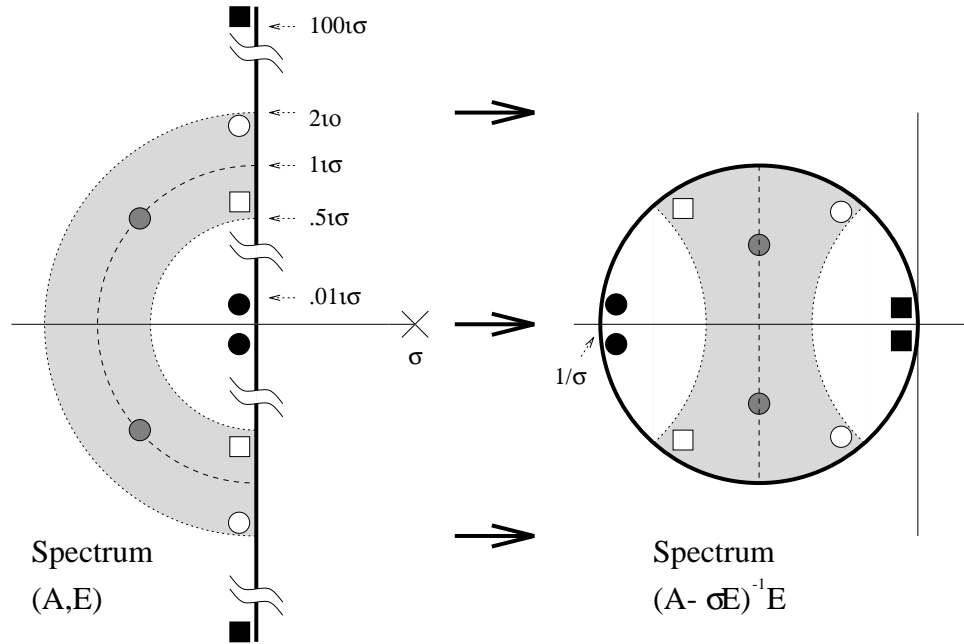 100ισ
2ιο
1ισ
.5ισ
.01ισ
σ
1/σ
Spectrum
(A,E)
Spectrum
(A- σE)⁻¹E